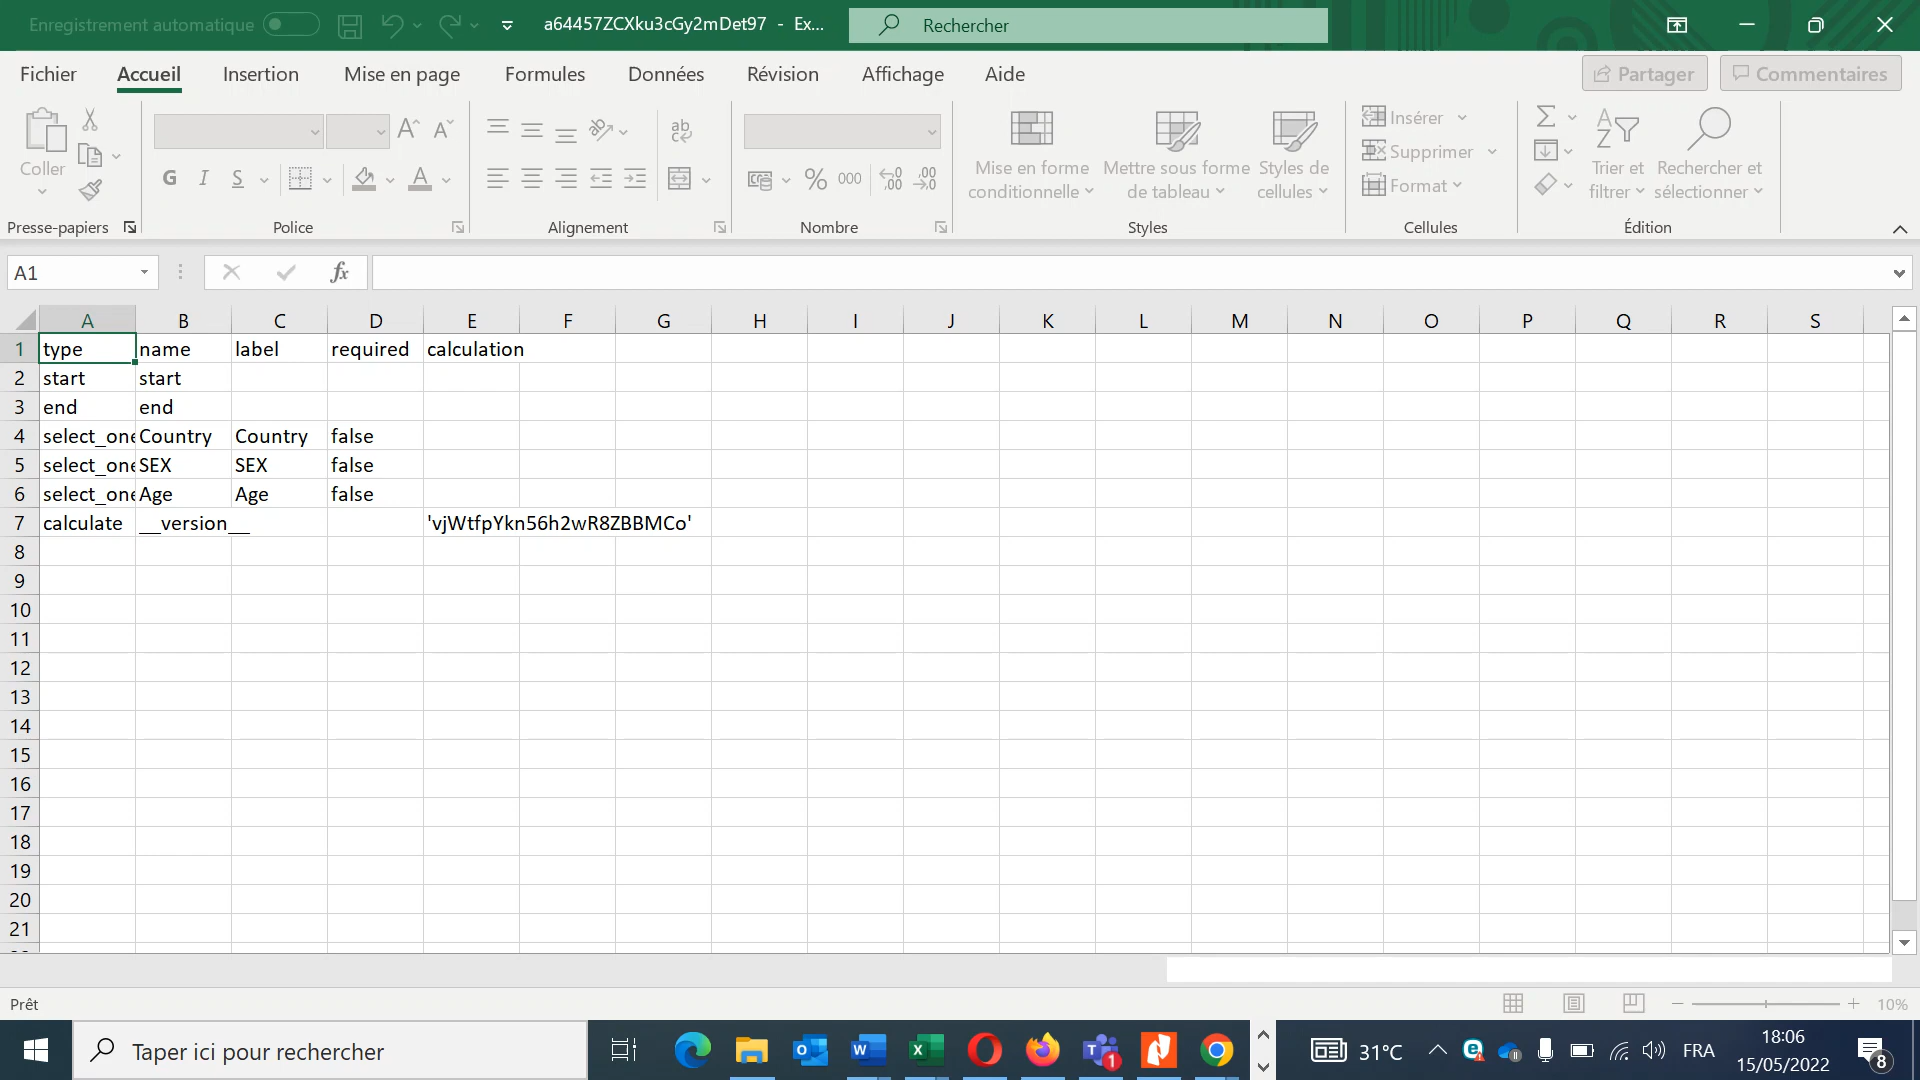 Enregistrement automatique
a64457ZCXku3cGy2mDet97 - Ex...
Rechercher
Fichier Accueil Insertion Mise en page Formules Données Révision Affichage Aide
Partager Commentaires
Coller
G I S
ab
% 000
Mise en forme conditionnelle
Mettre sous forme de tableau
Styles de cellules
Insérer
Supprimer
Format
Trier et filtrer
Rechercher et sélectionner
Presse-papiers Police Alignement Nombre Styles Cellules Édition
A1
fx
A B C D E F G H I J K L M N O P Q R S
1 type name label required calculation
2 start start
3 end end
4 select_one Country Country false
5 select_one SEX SEX false
6 select_one Age Age false
7 calculate __version__ 'vjWtfpYkn56h2wR8ZBBMCo'
8
9
10
11
12
13
14
15
16
17
18
19
20
21
Prêt
10%
Taper ici pour rechercher
31°C
FRA
18:06
15/05/2022
8